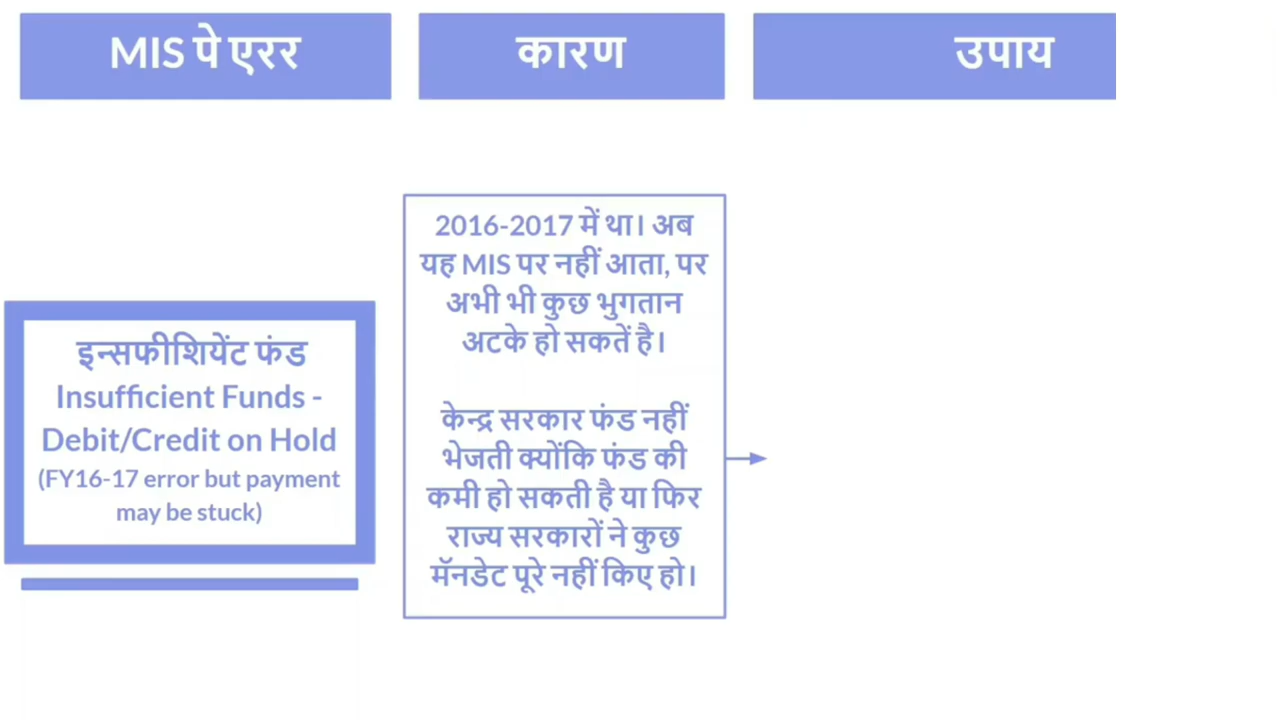 MIS पे एरर
कारण
उपाय
इन्सफीशियेंट फंड
Insufficient Funds -
Debit/Credit on Hold
(FY16-17 error but payment
may be stuck)
2016-2017 में था। अब
यह MIS पर नहीं आता, पर
अभी भी कुछ भुगतान
अटके हो सकतें है।
केन्द्र सरकार फंड नहीं
भेजती क्योंकि फंड की
कमी हो सकती है या फिर
राज्य सरकारों ने कुछ
मॅनडेट पूरे नहीं किए हो।